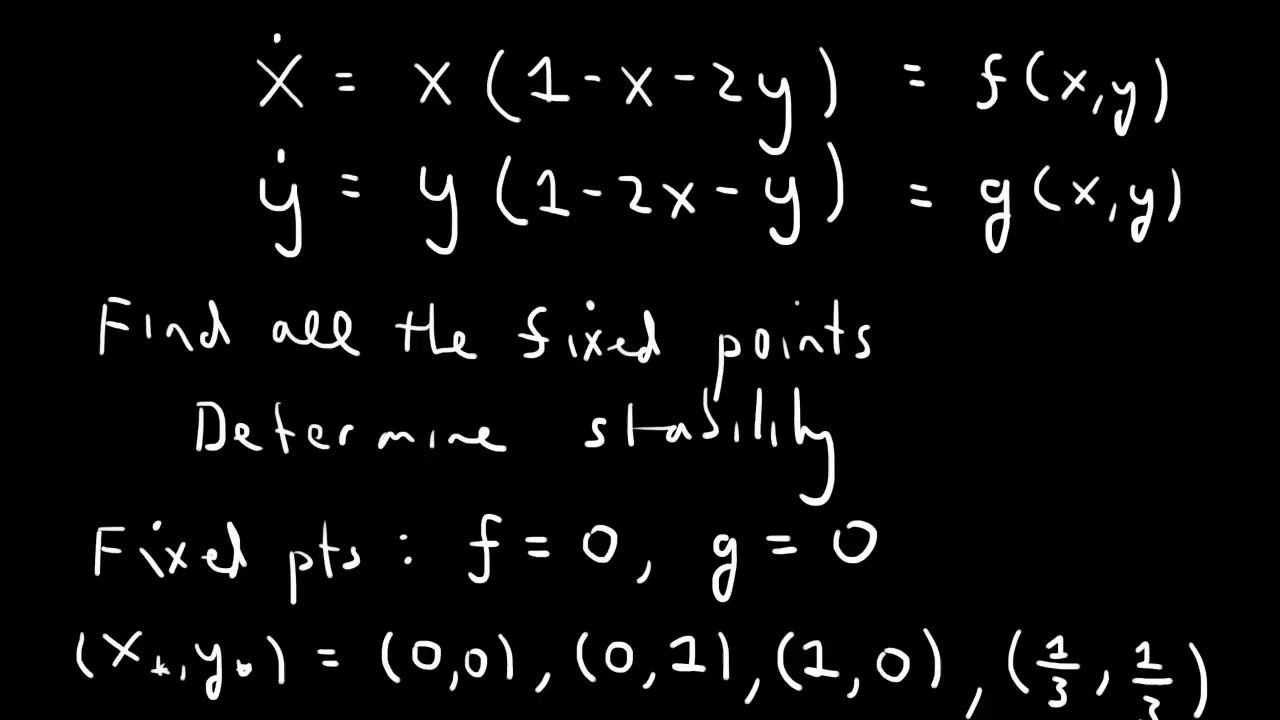 ẋ = x (1 - x - 2y) = f(x,y)
ẏ = y (1 - 2x - y) = g(x,y)
Find all the fixed points
Determine stability
Fixed pts : f = 0, g = 0
(x*, y*) = (0,0), (0,1), (1,0), (1/3, 1/3)